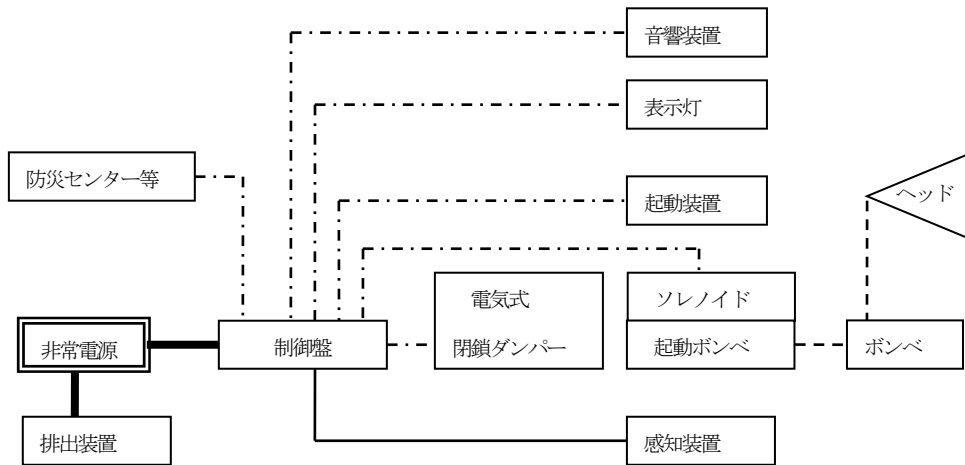 音響装置
表示灯
防災センター等
ヘッド
起動装置
電気式
ソレノイド
非常電源
制御盤
閉鎖ダンパー
起動ボンベ
ボンベ
排出装置
感知装置